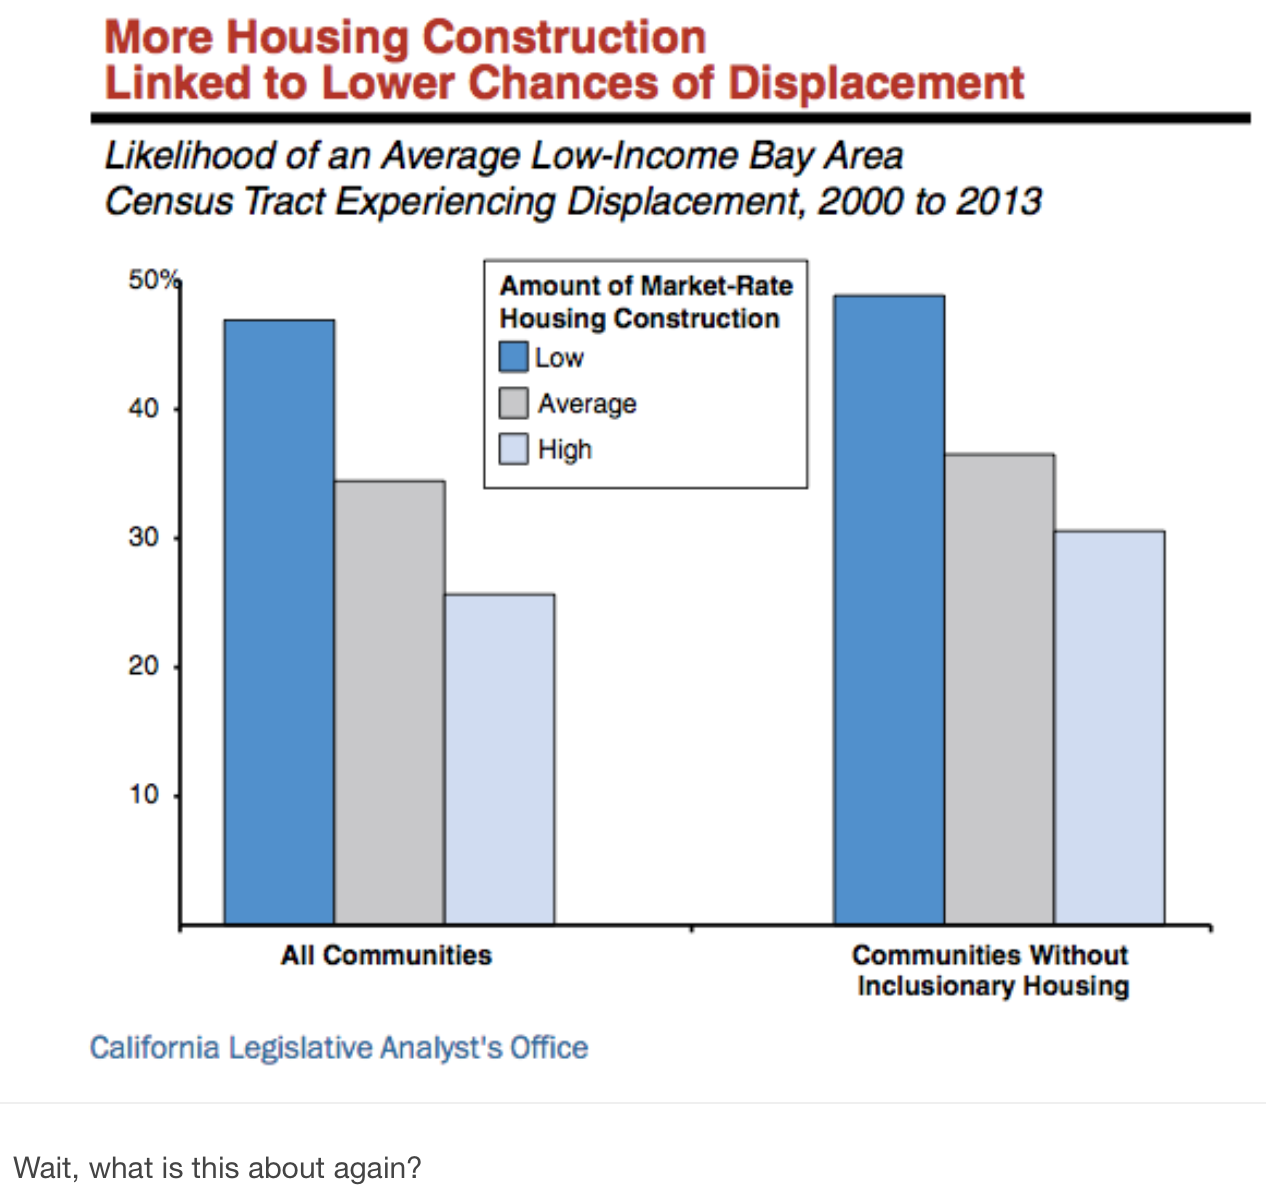 More Housing Construction
Linked to Lower Chances of Displacement
Likelihood of an Average Low-Income Bay Area
Census Tract Experiencing Displacement, 2000 to 2013
50%
40
30
20
10
Amount of Market-Rate
Housing Construction
Low
Average
High
All Communities
Communities Without
Inclusionary Housing
California Legislative Analyst's Office
Wait, what is this about again?